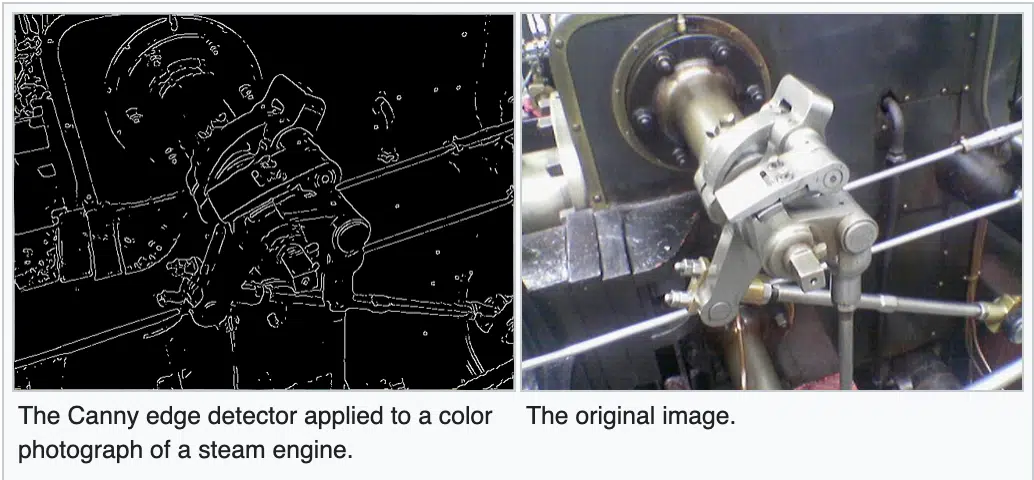 The Canny edge detector applied to a color
photograph of a steam engine.
The original image.